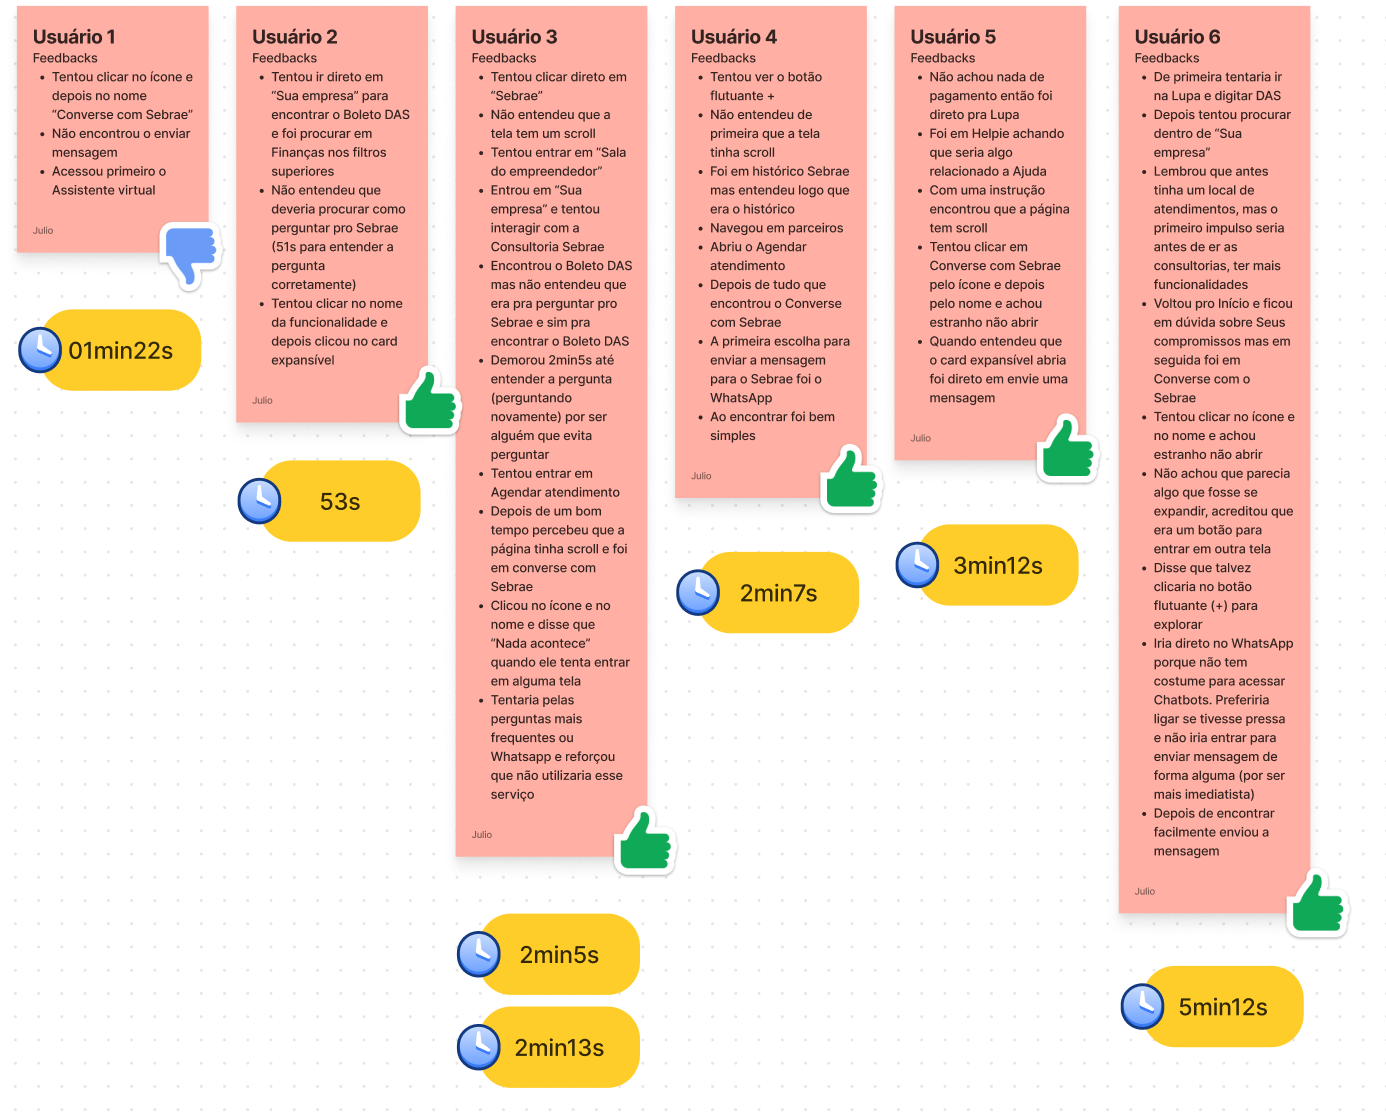 Usuário 1
Feedbacks
• Tentou clicar no ícone e
depois no nome
“Converse com Sebrae”
• Não encontrou o enviar
mensagem
• Acessou primeiro o
Assistente virtual
Julio
01min22s
Usuário 2
Feedbacks
• Tentou ir direto em
“Sua empresa” para
encontrar o Boleto DAS
e foi procurar em
Finanças nos filtros
superiores
• Não entendeu que
deveria procurar como
perguntar pro Sebrae
(51s para entender a
pergunta
corretamente)
• Tentou clicar no nome
da funcionalidade e
depois clicou no card
expansível
Julio
53s
Usuário 3
Feedbacks
• Tentou clicar direto em
“Sebrae”
• Não entendeu que a
tela tem um scroll
• Tentou entrar em “Sala
do empreendedor”
• Entrou em “Sua
empresa” e tentou
interagir com a
Consultoria Sebrae
• Encontrou o Boleto DAS
mas não entendeu que
era pra perguntar pro
Sebrae e sim pra
encontrar o Boleto DAS
• Demorou 2min5s até
entender a pergunta
(perguntando
novamente) por ser
alguém que evita
perguntar
• Tentou entrar em
Agendar atendimento
• Depois de um bom
tempo percebeu que a
página tinha scroll e foi
em converse com
Sebrae
• Clicou no ícone e no
nome e disse que
“Nada acontece”
quando ele tenta entrar
em alguma tela
• Tentaria pelas
perguntas mais
frequentes ou
Whatsapp e reforçou
que não utilizaria esse
serviço
Julio
2min5s
2min13s
Usuário 4
Feedbacks
• Tentou ver o botão
flutuante +
• Não entendeu de
primeira que a tela
tinha scroll
• Foi em histórico Sebrae
mas entendeu logo que
era o histórico
• Navegou em parceiros
• Abriu o Agendar
atendimento
• Depois de tudo que
encontrou o Converse
com Sebrae
• A primeira escolha para
enviar a mensagem
para o Sebrae foi o
WhatsApp
• Ao encontrar foi bem
simples
Julio
2min7s
Usuário 5
Feedbacks
• Não achou nada de
pagamento então foi
direto pra Lupa
• Foi em Helpie achando
que seria algo
relacionado a Ajuda
• Com uma instrução
encontrou que a página
tem scroll
• Tentou clicar em
Converse com Sebrae
pelo ícone e depois
pelo nome e achou
estranho não abrir
• Quando entendeu que
o card expansível abria
foi direto em envie uma
mensagem
Julio
3min12s
Usuário 6
Feedbacks
• De primeira tentaria ir
na Lupa e digitar DAS
• Depois tentou procurar
dentro de “Sua
empresa”
• Lembrou que antes
tinha um local de
atendimentos, mas o
primeiro impulso seria
antes de er as
consultorias, ter mais
funcionalidades
• Voltou pro Início e ficou
em dúvida sobre Seus
compromissos mas em
seguida foi em
Converse com o
Sebrae
• Tentou clicar no ícone e
no nome e achou
estranho não abrir
• Não achou que parecia
algo que fosse se
expandir, acreditou que
era um botão para
entrar em outra tela
• Disse que talvez
clicaria no botão
flutuante (+) para
explorar
• Iria direto no WhatsApp
porque não tem
costume para acessar
Chatbots. Preferiria
ligar se tivesse pressa
e não iria entrar para
enviar mensagem de
forma alguma (por ser
mais imediatista)
• Depois de encontrar
facilmente enviou a
mensagem
Julio
5min12s